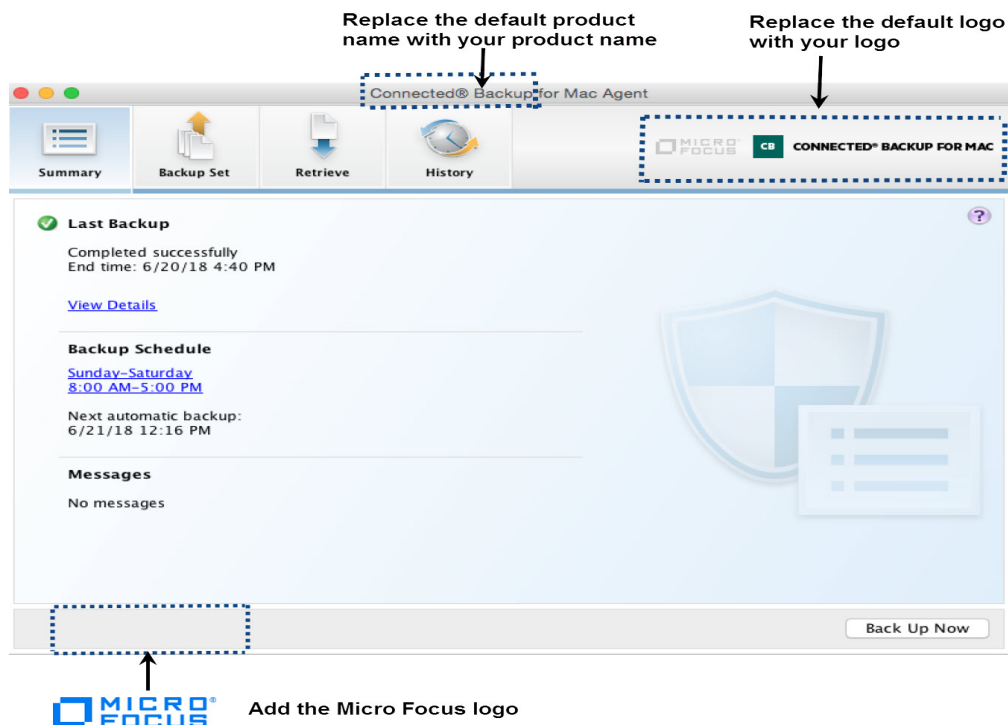 Replace the default product
name with your product name
Replace the default logo
with your logo
Connected® Backup for Mac Agent
Summary
Backup Set
Retrieve
History
MICRO®
FOCUS
CB
CONNECTED® BACKUP FOR MAC
Last Backup
?
Completed successfully
End time: 6/20/18 4:40 PM
View Details
Backup Schedule
Sunday–Saturday
8:00 AM–5:00 PM
Next automatic backup:
6/21/18 12:16 PM
Messages
No messages
Back Up Now
MICRO®
FOCUS
Add the Micro Focus logo